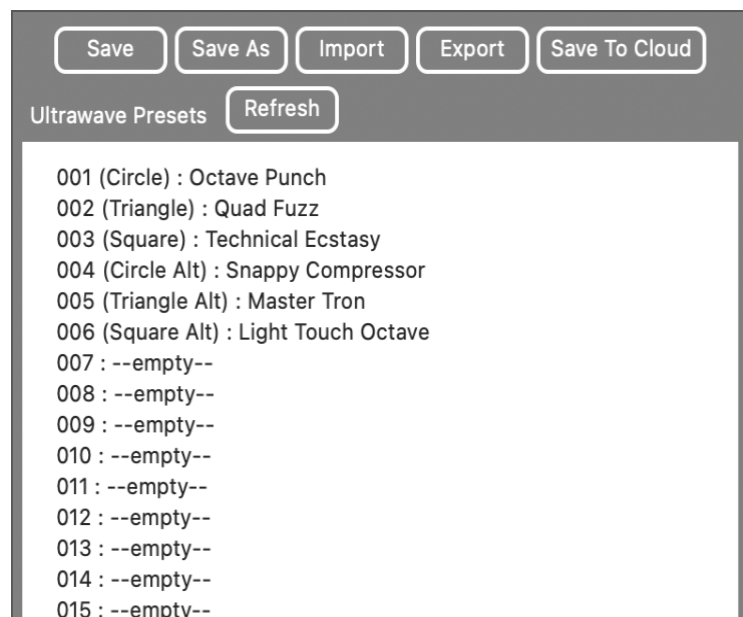 Save Save As Import Export Save To Cloud
Ultrawave Presets Refresh
001 (Circle) : Octave Punch
002 (Triangle) : Quad Fuzz
003 (Square) : Technical Ecstasy
004 (Circle Alt) : Snappy Compressor
005 (Triangle Alt) : Master Tron
006 (Square Alt) : Light Touch Octave
007 : --empty--
008 : --empty--
009 : --empty--
010 : --empty--
011 : --empty--
012 : --empty--
013 : --empty--
014 : --empty--
015 : --empty--